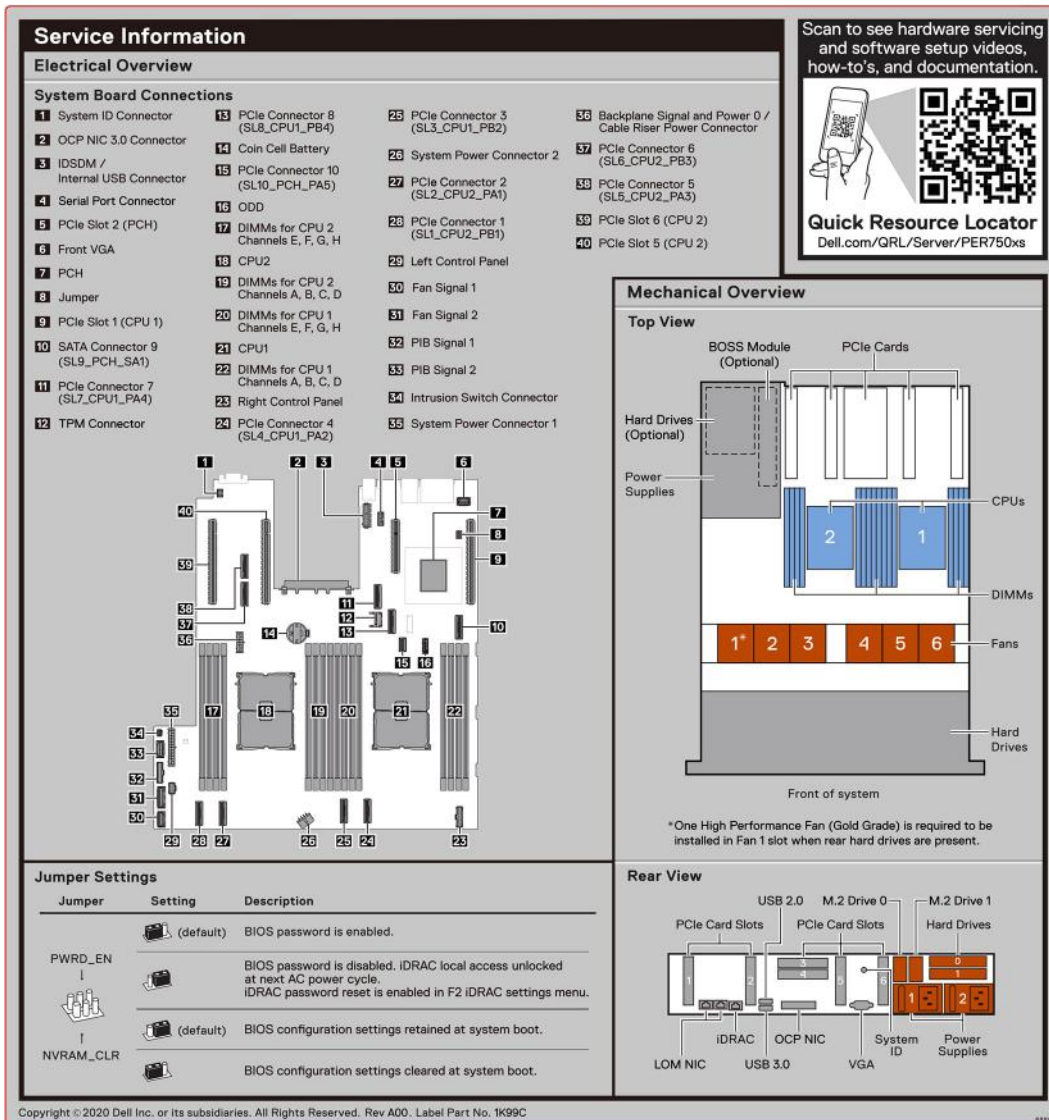 Service Information
Electrical Overview
System Board Connections
1 System ID Connector
2 OCP NIC 3.0 Connector
3 IDSDM /
Internal USB Connector
4 Serial Port Connector
5 PCIe Slot 2 (PCH)
6 Front VGA
7 PCH
8 Jumper
9 PCIe Slot 1 (CPU 1)
10 SATA Connector 9
(SL9_PCH_SA1)
11 PCIe Connector 7
(SL7_CPU1_PA4)
12 TPM Connector
13 PCIe Connector 8
(SL8_CPU1_PB4)
14 Coin Cell Battery
15 PCIe Connector 10
(SL10_PCH_PA5)
16 ODD
17 DIMMs for CPU 2
Channels E, F, G, H
18 CPU2
19 DIMMs for CPU 2
Channels A, B, C, D
20 DIMMs for CPU 1
Channels E, F, G, H
21 CPU1
22 DIMMs for CPU 1
Channels A, B, C, D
23 Right Control Panel
24 PCIe Connector 4
(SL4_CPU1_PA2)
25 PCIe Connector 3
(SL3_CPU1_PB2)
26 System Power Connector 2
27 PCIe Connector 2
(SL2_CPU2_PA1)
28 PCIe Connector 1
(SL1_CPU2_PB1)
29 Left Control Panel
30 Fan Signal 1
31 Fan Signal 2
32 PIB Signal 1
33 PIB Signal 2
34 Intrusion Switch Connector
35 System Power Connector 1
36 Backplane Signal and Power 0 /
Cable Riser Power Connector
37 PCIe Connector 6
(SL6_CPU2_PB3)
38 PCIe Connector 5
(SL5_CPU2_PA3)
39 PCIe Slot 6 (CPU 2)
40 PCIe Slot 5 (CPU 2)
Scan to see hardware servicing
and software setup videos,
how-to's, and documentation.
Quick Resource Locator
Dell.com/QRL/Server/PER750xs
1 2 3 4 5 6
7
40
8
39 9
11
38 12
37 13 10
36 14
15 16
17 18 19 20 21 22
35
34
33
32
31
30
29 28 27 26 25 24 23
Mechanical Overview
Top View
BOSS Module
(Optional)
PCIe Cards
Hard Drives
(Optional)
Power
Supplies
CPUs
2 1
DIMMs
1* 2 3 4 5 6
Fans
Hard
Drives
Front of system
*One High Performance Fan (Gold Grade) is required to be
installed in Fan 1 slot when rear hard drives are present.
Jumper Settings
Jumper Setting Description
PWRD_EN
NVRAM_CLR
(default) BIOS password is enabled.
BIOS password is disabled. iDRAC local access unlocked
at next AC power cycle.
iDRAC password reset is enabled in F2 iDRAC settings menu.
(default) BIOS configuration settings retained at system boot.
BIOS configuration settings cleared at system boot.
Rear View
USB 2.0 M.2 Drive 0 M.2 Drive 1
PCIe Card Slots PCIe Card Slots Hard Drives
1 2 3 4 5 6 0 1
1 2
iDRAC OCP NIC System
ID
Power
Supplies
LOM NIC USB 3.0 VGA
Copyright © 2020 Dell Inc. or its subsidiaries. All Rights Reserved. Rev A00. Label Part No. 1K99C